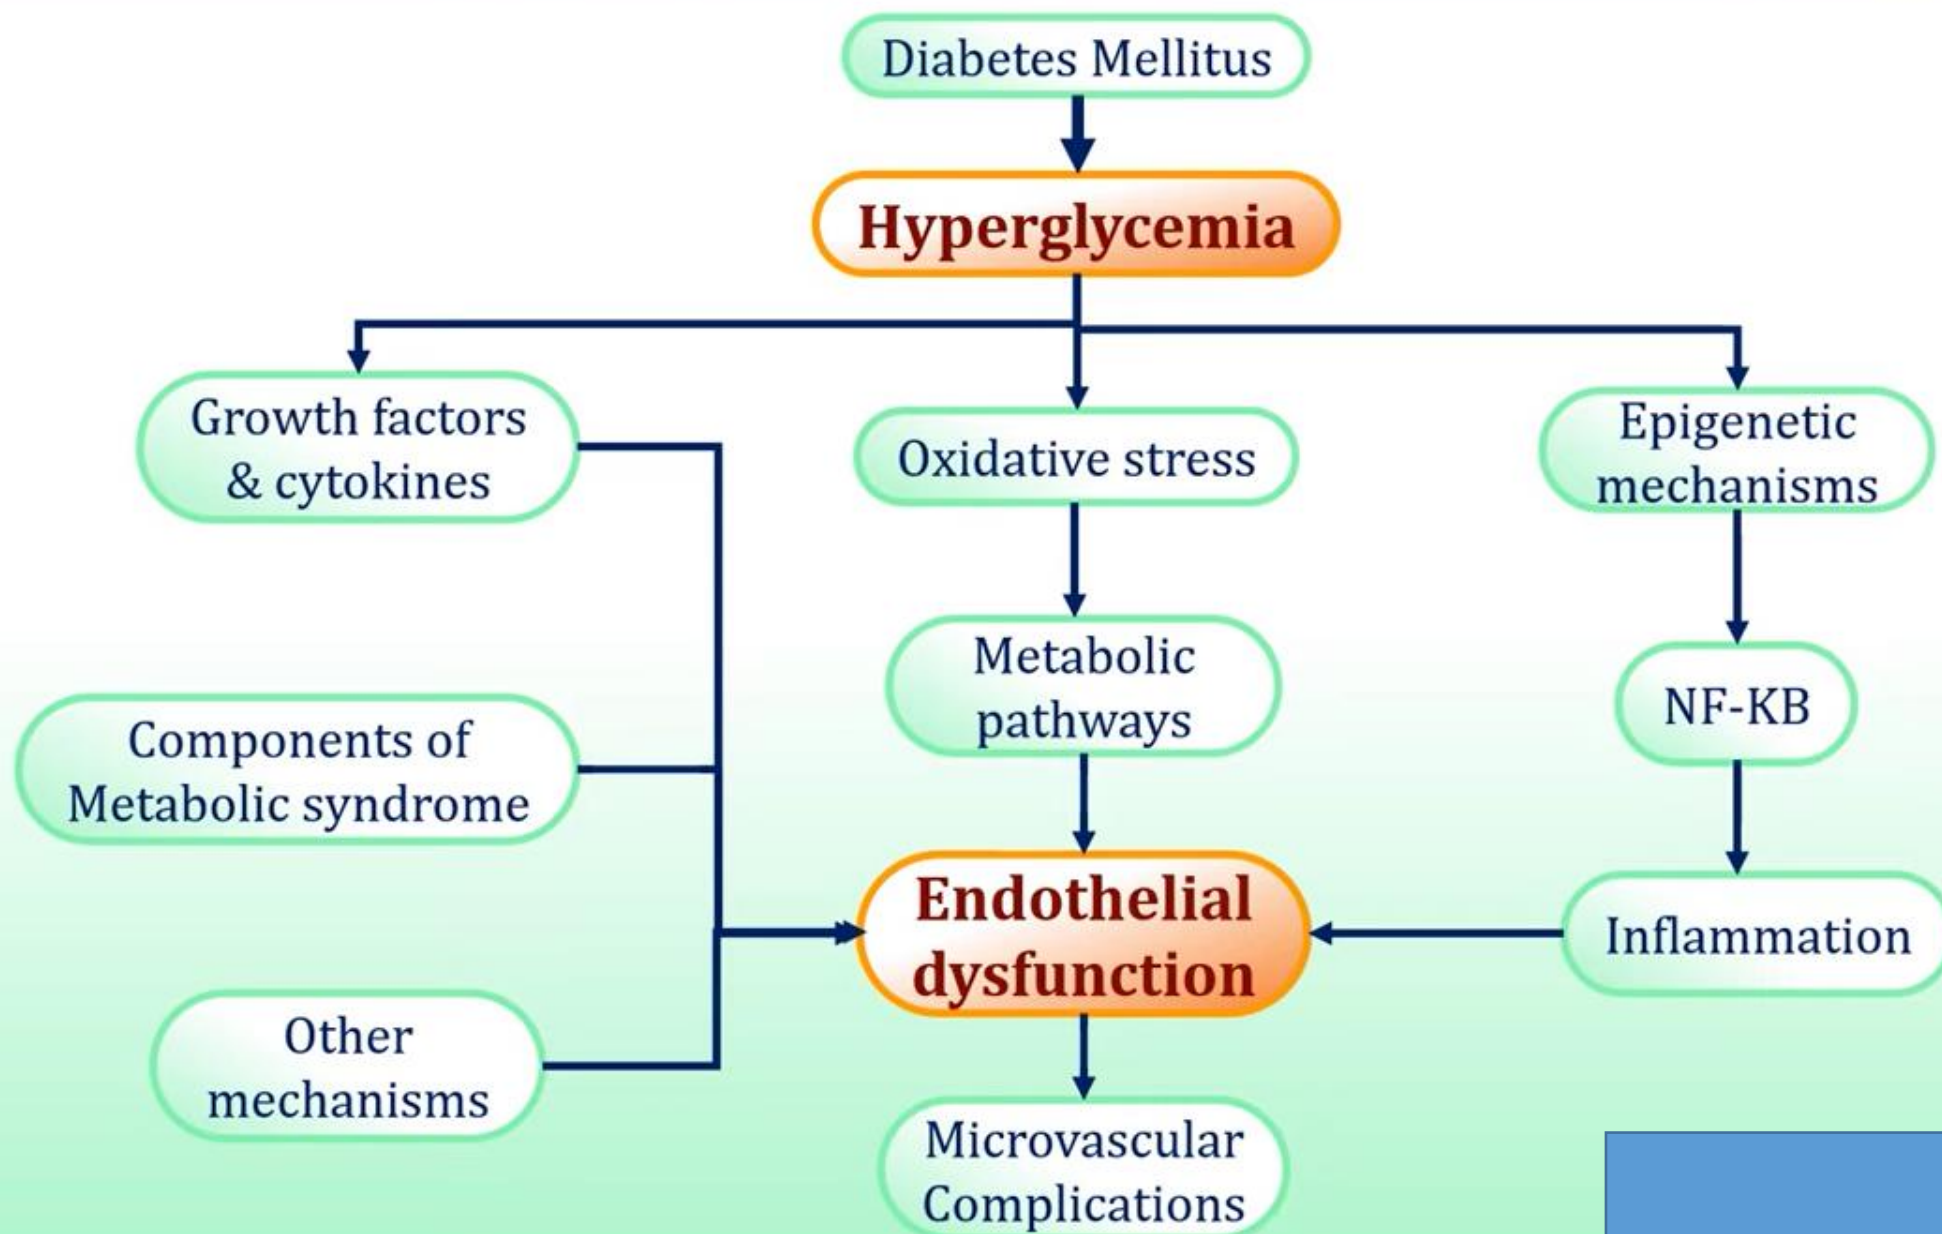 Diabetes Mellitus
Hyperglycemia
Growth factors
& cytokines
Oxidative stress
Epigenetic
mechanisms
Metabolic
pathways
NF-KB
Components of
Metabolic syndrome
Endothelial
dysfunction
Inflammation
Other
mechanisms
Microvascular
Complications